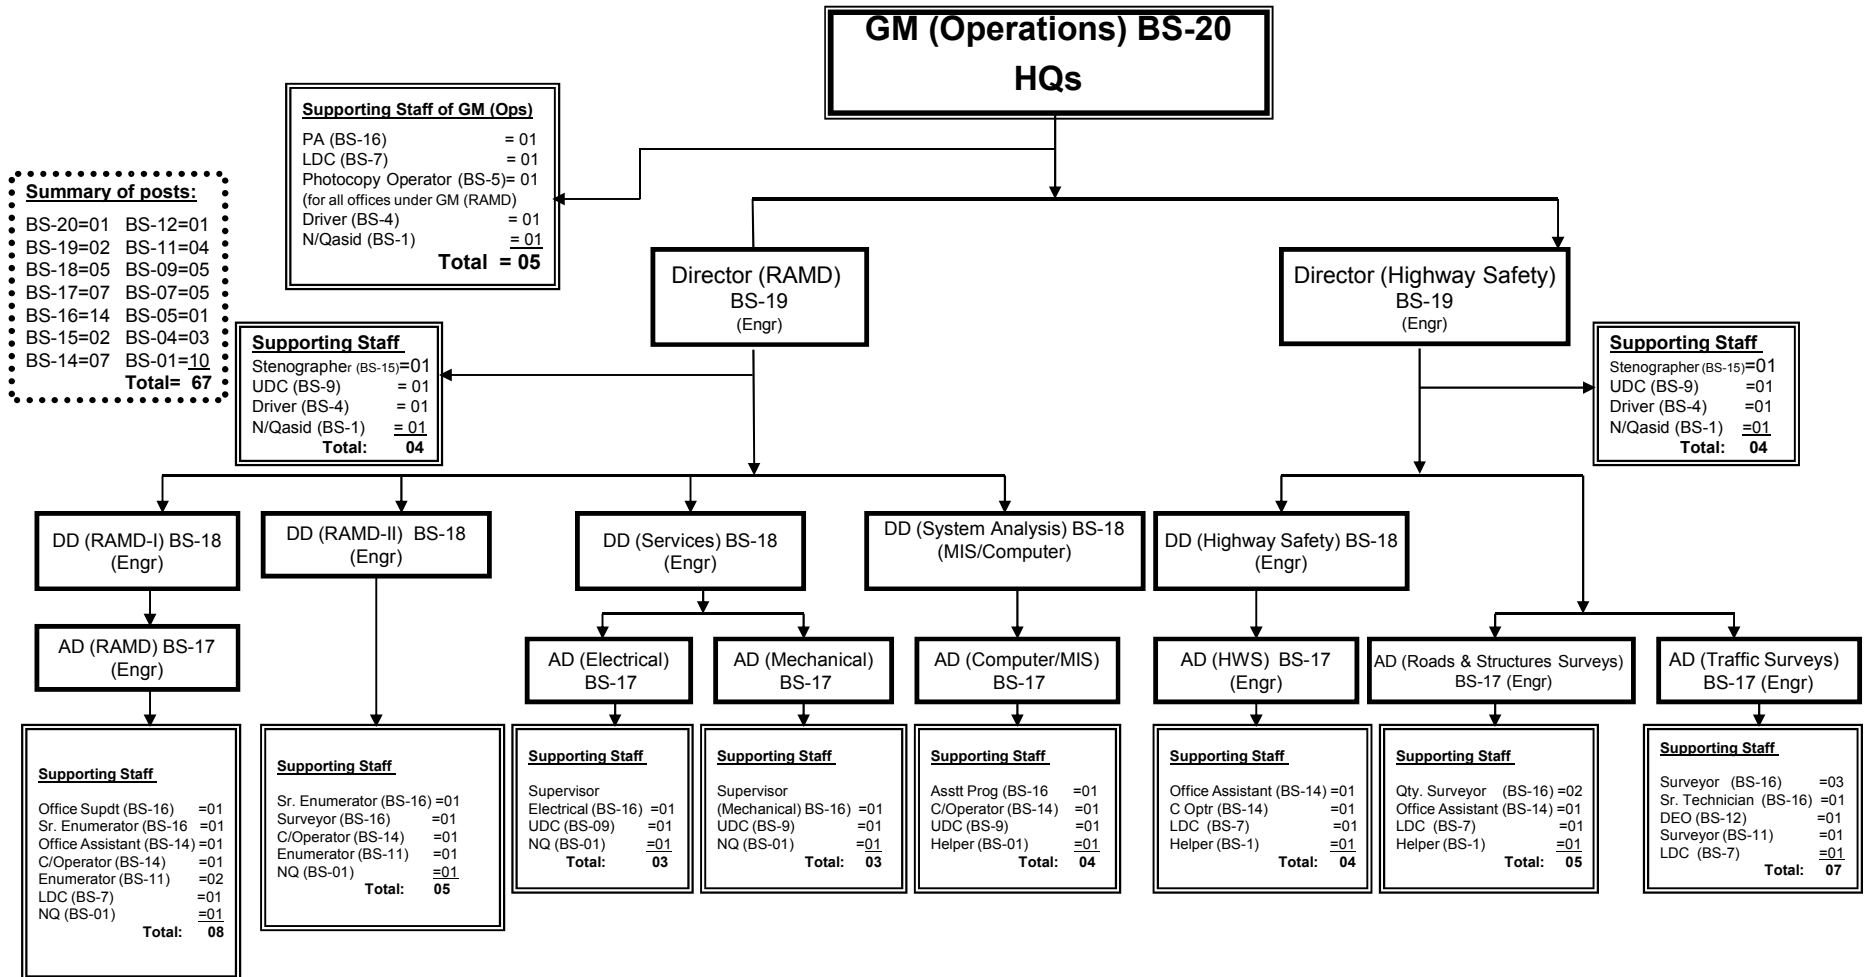 GM (Operations) BS-20
HQs
Supporting Staff of GM (Ops)
PA (BS-16) = 01
LDC (BS-7) = 01
Photocopy Operator (BS-5)= 01
(for all offices under GM (RAMD)
Driver (BS-4) = 01
N/Qasid (BS-1) = 01
Total = 05
Summary of posts:
BS-20=01 BS-12=01
BS-19=02 BS-11=04
BS-18=05 BS-09=05
BS-17=07 BS-07=05
BS-16=14 BS-05=01
BS-15=02 BS-04=03
BS-14=07 BS-01=10
Total= 67
Director (RAMD)
BS-19
(Engr)
Director (Highway Safety)
BS-19
(Engr)
Supporting Staff
Stenographer (BS-15)=01
UDC (BS-9) = 01
Driver (BS-4) = 01
N/Qasid (BS-1) = 01
Total: 04
Supporting Staff
Stenographer (BS-15)=01
UDC (BS-9) =01
Driver (BS-4) =01
N/Qasid (BS-1) =01
Total: 04
DD (RAMD-I) BS-18
(Engr)
DD (RAMD-II) BS-18
(Engr)
DD (Services) BS-18
(Engr)
DD (System Analysis) BS-18
(MIS/Computer)
DD (Highway Safety) BS-18
(Engr)
AD (RAMD) BS-17
(Engr)
AD (Electrical)
BS-17
AD (Mechanical)
BS-17
AD (Computer/MIS)
BS-17
AD (HWS) BS-17
(Engr)
AD (Roads & Structures Surveys)
BS-17 (Engr)
AD (Traffic Surveys)
BS-17 (Engr)
Supporting Staff
Office Supdt (BS-16) =01
Sr. Enumerator (BS-16 =01
Office Assistant (BS-14) =01
C/Operator (BS-14) =01
Enumerator (BS-11) =02
LDC (BS-7) =01
NQ (BS-01) =01
Total: 08
Supporting Staff
Sr. Enumerator (BS-16) =01
Surveyor (BS-16) =01
C/Operator (BS-14) =01
Enumerator (BS-11) =01
NQ (BS-01) =01
Total: 05
Supporting Staff
Supervisor
Electrical (BS-16) =01
UDC (BS-09) =01
NQ (BS-01) =01
Total: 03
Supporting Staff
Supervisor
(Mechanical) BS-16) =01
UDC (BS-9) =01
NQ (BS-01) =01
Total: 03
Supporting Staff
Asstt Prog (BS-16 =01
C/Operator (BS-14) =01
UDC (BS-9) =01
Helper (BS-01) =01
Total: 04
Supporting Staff
Office Assistant (BS-14) =01
C Optr (BS-14) =01
LDC (BS-7) =01
Helper (BS-1) =01
Total: 04
Supporting Staff
Qty. Surveyor (BS-16) =02
Office Assistant (BS-14) =01
LDC (BS-7) =01
Helper (BS-1) =01
Total: 05
Supporting Staff
Surveyor (BS-16) =03
Sr. Technician (BS-16) =01
DEO (BS-12) =01
Surveyor (BS-11) =01
LDC (BS-7) =01
Total: 07